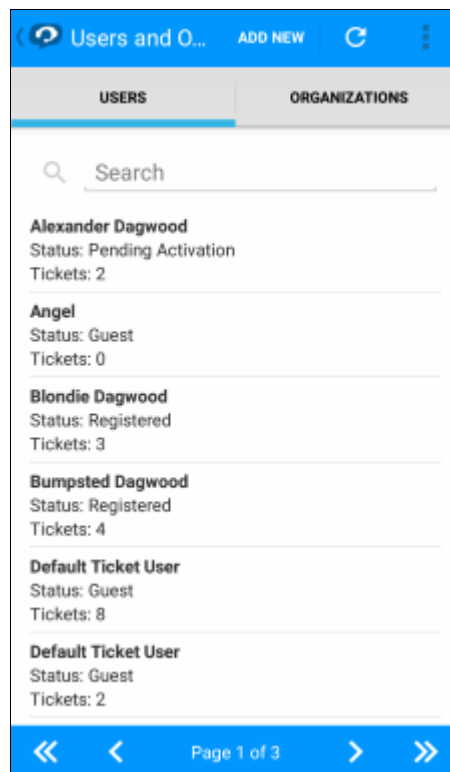 Users and O...
ADD NEW
USERS
ORGANIZATIONS
Search
Alexander Dagwood
Status: Pending Activation
Tickets: 2
Angel
Status: Guest
Tickets: 0
Blondie Dagwood
Status: Registered
Tickets: 3
Bumpsted Dagwood
Status: Registered
Tickets: 4
Default Ticket User
Status: Guest
Tickets: 8
Default Ticket User
Status: Guest
Tickets: 2
Page 1 of 3